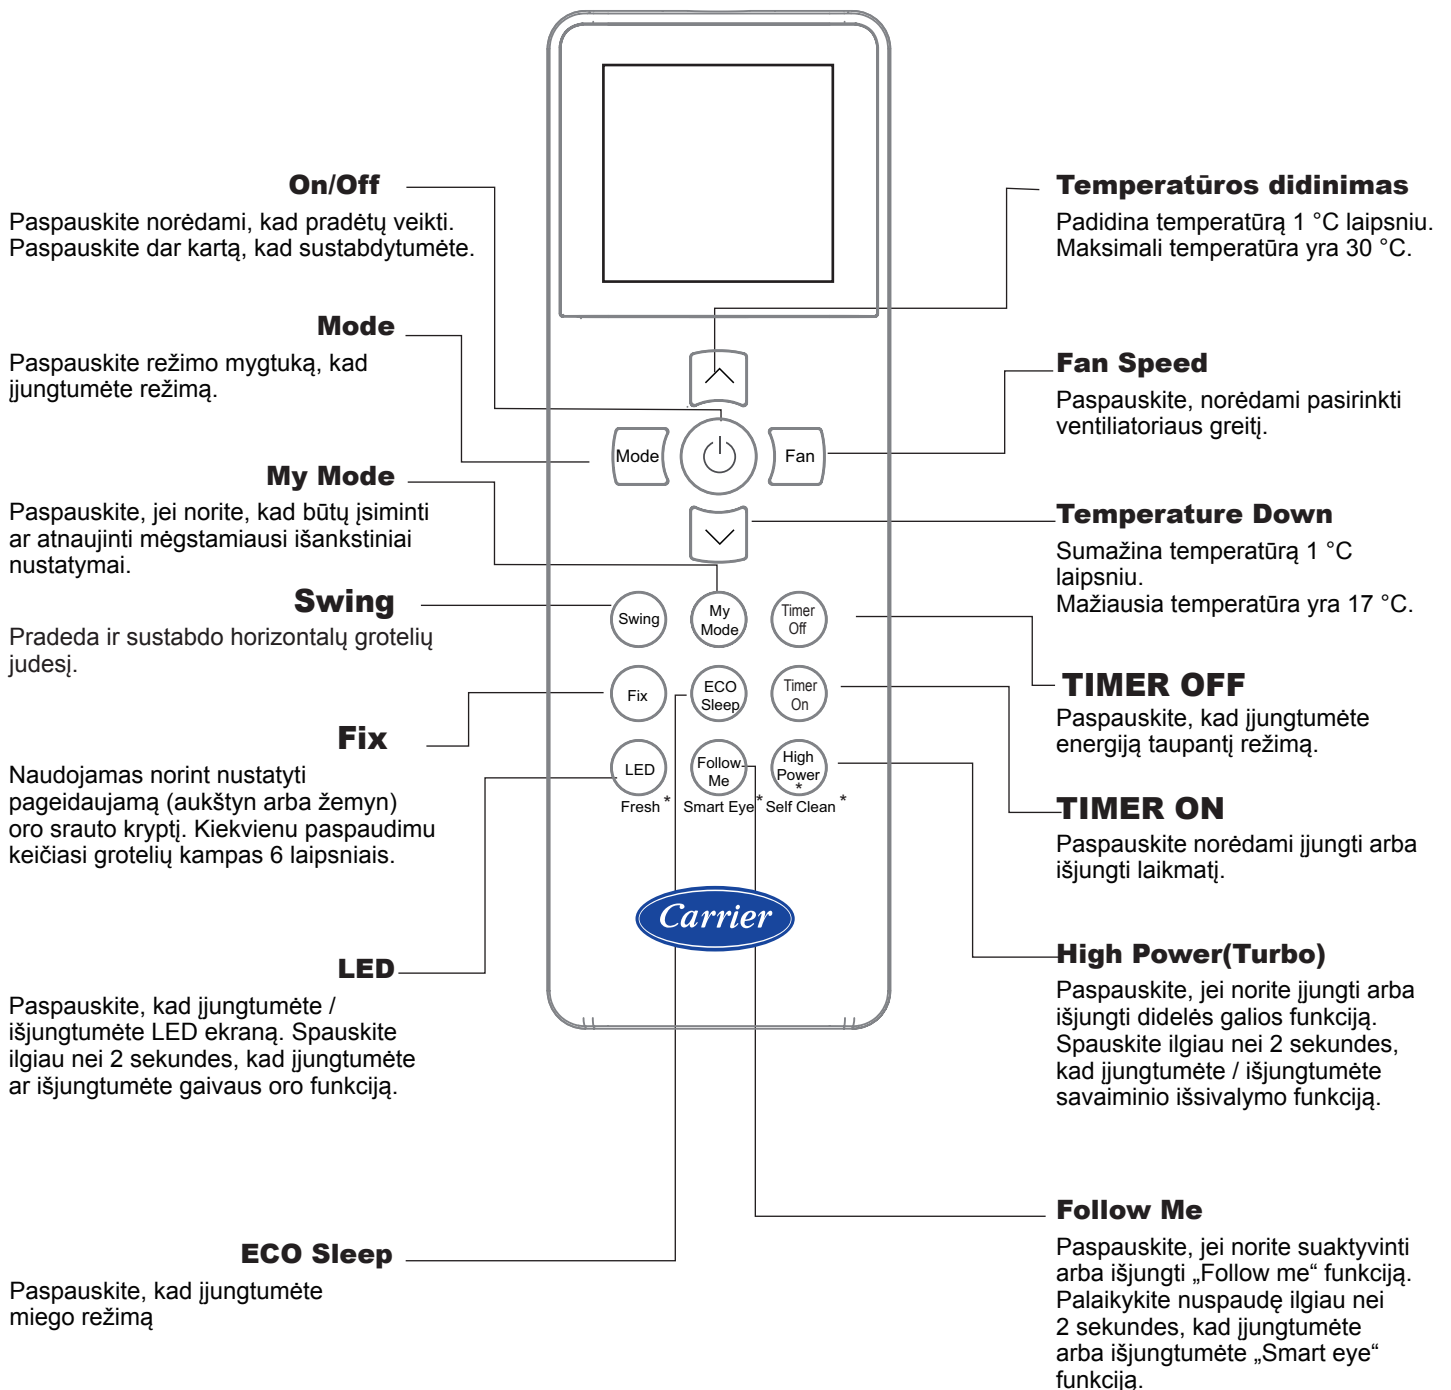 On/Off
Paspauskite norėdami, kad pradėtų veikti.
Paspauskite dar kartą, kad sustabdytumėte.
Mode
Paspauskite režimo mygtuką, kad
įjungtumėte režimą.
My Mode
Paspauskite, jei norite, kad būtų įsiminti
ar atnaujinti mėgstamiausi išankstiniai
nustatymai.
Swing
Pradeda ir sustabdo horizontalų grotelių
judesį.
Fix
Naudojamas norint nustatyti
pageidaujamą (aukštyn arba žemyn)
oro srauto kryptį. Kiekvienu paspaudimu
keičiasi grotelių kampas 6 laipsniais.
LED
Paspauskite, kad įjungtumėte /
išjungtumėte LED ekraną. Spauskite
ilgiau nei 2 sekundes, kad įjungtumėte
ar išjungtumėte gaivaus oro funkciją.
ECO Sleep
Paspauskite, kad įjungtumėte
miego režimą
Mode
Fan
Swing
My
Mode
Timer
Off
Fix
ECO
Sleep
Timer
On
LED
Follow
Me
High
Power
*
Fresh *
Smart Eye *
Self Clean *
Carrier
Temperatūros didinimas
Padidina temperatūrą 1 °C laipsniu.
Maksimali temperatūra yra 30 °C.
Fan Speed
Paspauskite, norėdami pasirinkti
ventiliatoriaus greitį.
Temperature Down
Sumažina temperatūrą 1 °C
laipsniu.
Mažiausia temperatūra yra 17 °C.
TIMER OFF
Paspauskite, kad įjungtumėte
energiją taupantį režimą.
TIMER ON
Paspauskite norėdami įjungti arba
išjungti laikmatį.
High Power(Turbo)
Paspauskite, jei norite įjungti arba
išjungti didelės galios funkciją.
Spauskite ilgiau nei 2 sekundes,
kad įjungtumėte / išjungtumėte
savaiminio išsivalymo funkciją.
Follow Me
Paspauskite, jei norite suaktyvinti
arba išjungti „Follow me“ funkciją.
Palaikykite nuspaudę ilgiau nei
2 sekundes, kad įjungtumėte
arba išjungtumėte „Smart eye“
funkciją.